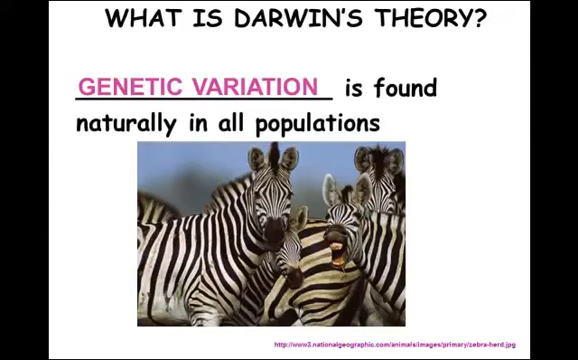 WHAT IS DARWIN'S THEORY?
GENETIC VARIATION is found
naturally in all populations
http://www3.nationalgeographic.com/animals/images/primary/zebra-herd.jpg